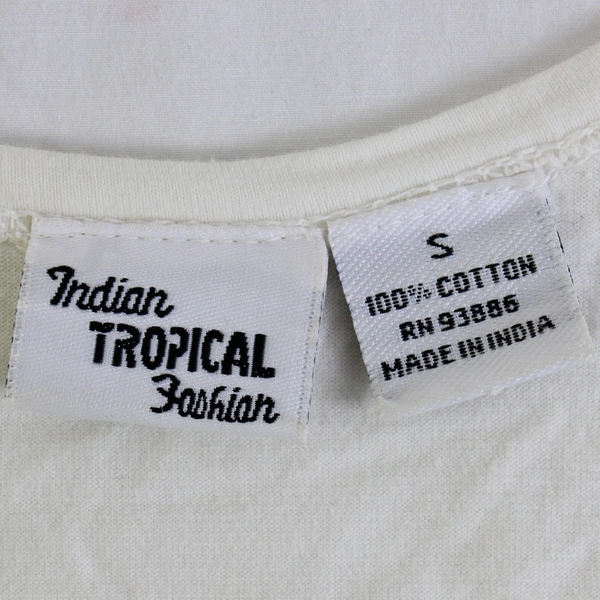 Indian
TROPICAL
Fashion
S
100% COTTON
RN 93886
MADE IN INDIA